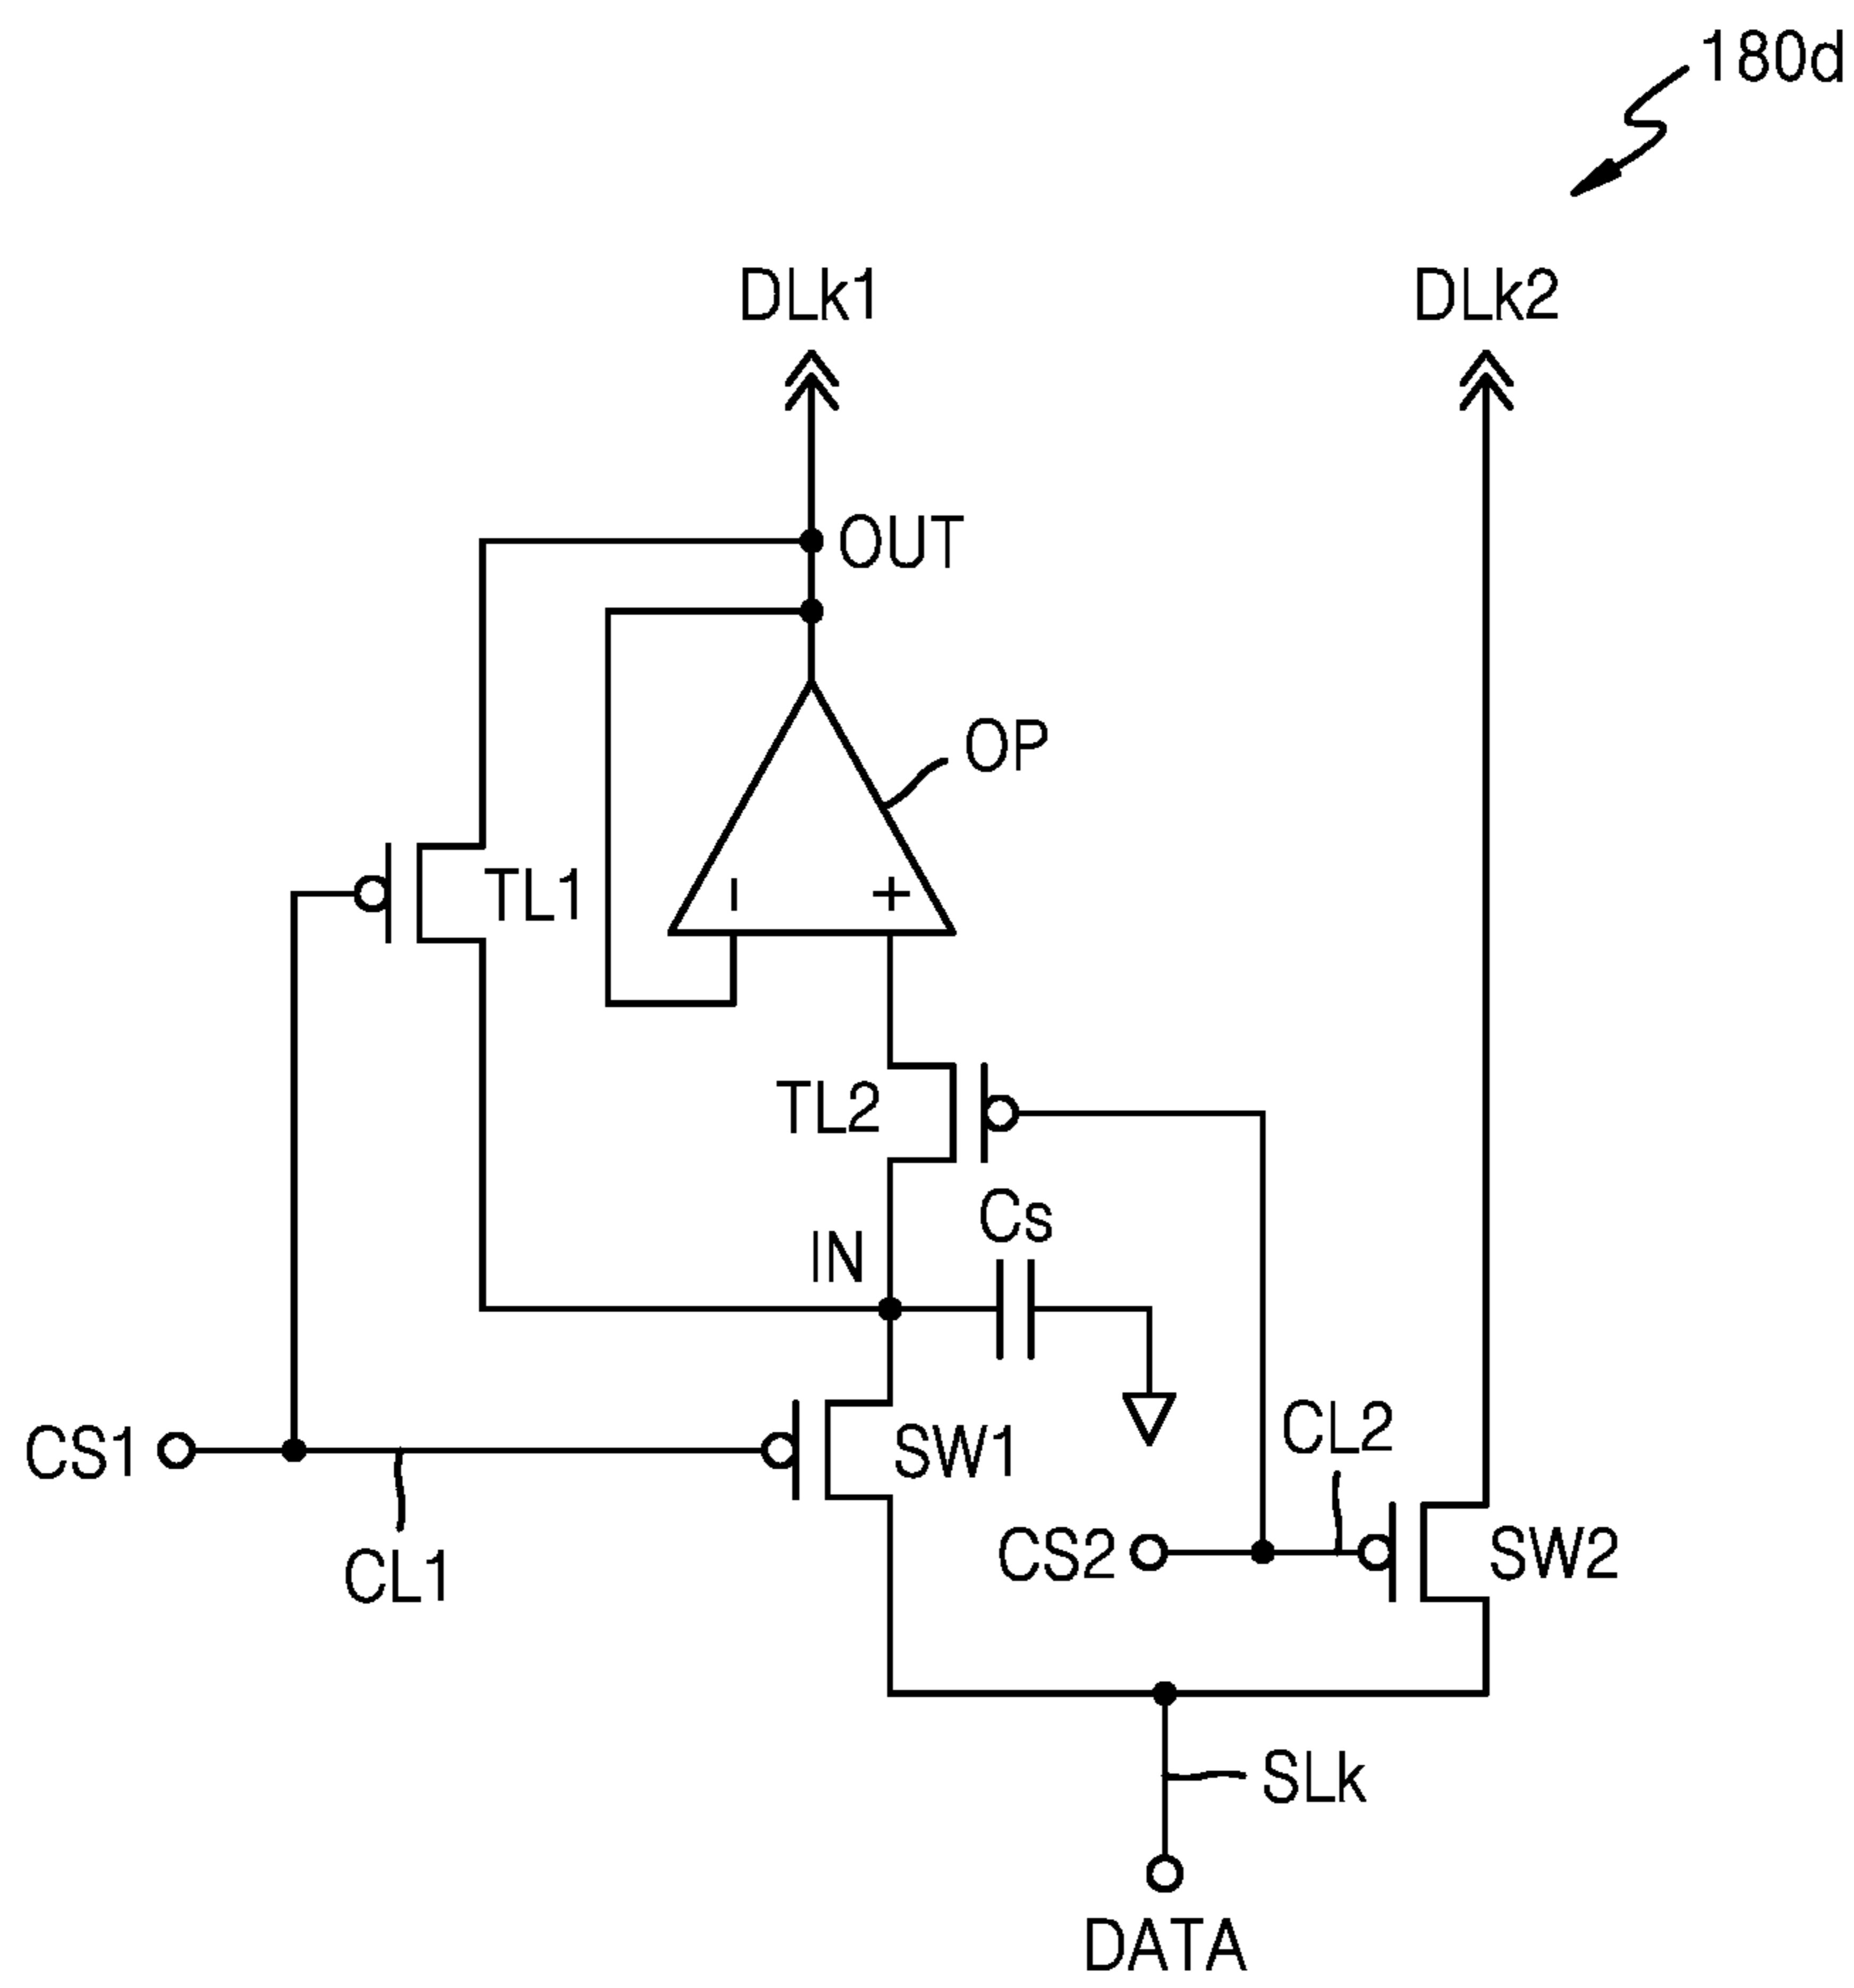 180d
DLk1
DLk2
OUT
OP
TL1
- +
TL2
Cs
IN
CL2
CS1
SW1
CS2
SW2
CL1
SLk
DATA